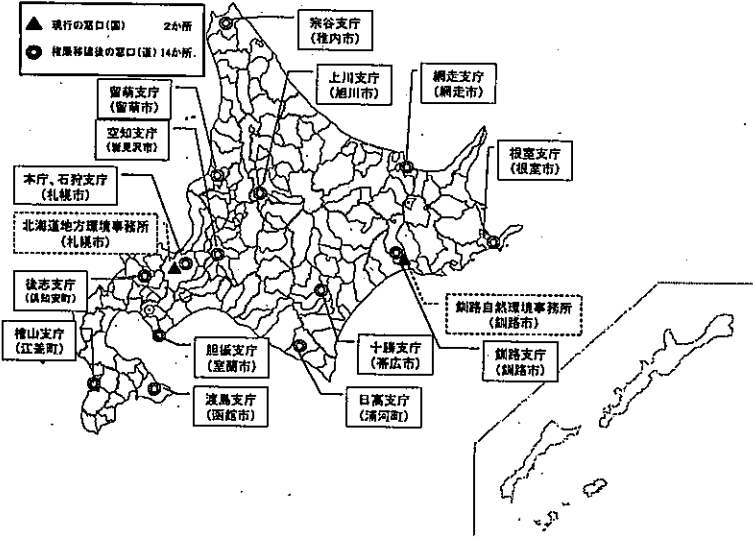 ▲ 現行の窓口(国) 2か所
◎ 権限移譲後の窓口(道) 14か所.
宗谷支庁
(稚内市)
上川支庁
(旭川市)
網走支庁
(網走市)
留萌支庁
(留萌市)
空知支庁
(岩見沢市)
根室支庁
(根室市)
本庁、石狩支庁
(札幌市)
北海道地方環境事務所
(札幌市)
後志支庁
(倶知安町)
釧路自然環境事務所
(釧路市)
檜山支庁
(江差町)
胆振支庁
(室蘭市)
十勝支庁
(帯広市)
釧路支庁
(釧路市)
渡島支庁
(函館市)
日高支庁
(浦河町)